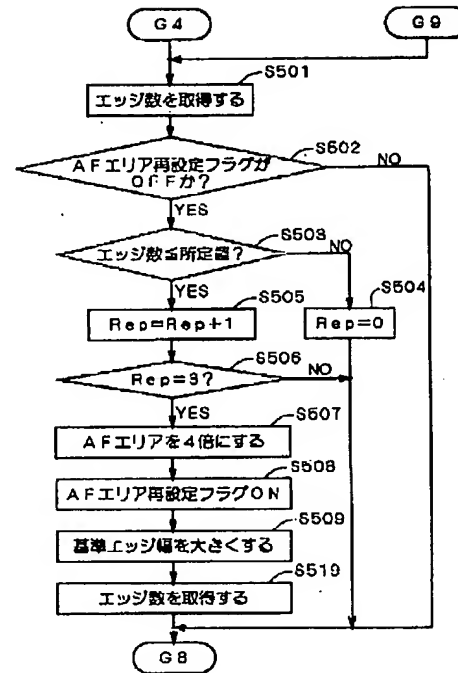 G4
G9
S501
エッジ数を取得する
S502
AFエリア再設定フラグが
OFFか？
NO
YES
S503
エッジ数≦所定値？
NO
YES
S505
S504
Rep=Rep+1
Rep=0
S506
Rep=3？
NO
YES
S507
AFエリアを4倍にする
S508
AFエリア再設定フラグON
S509
基準エッジ幅を大きくする
S510
エッジ数を取得する
G8